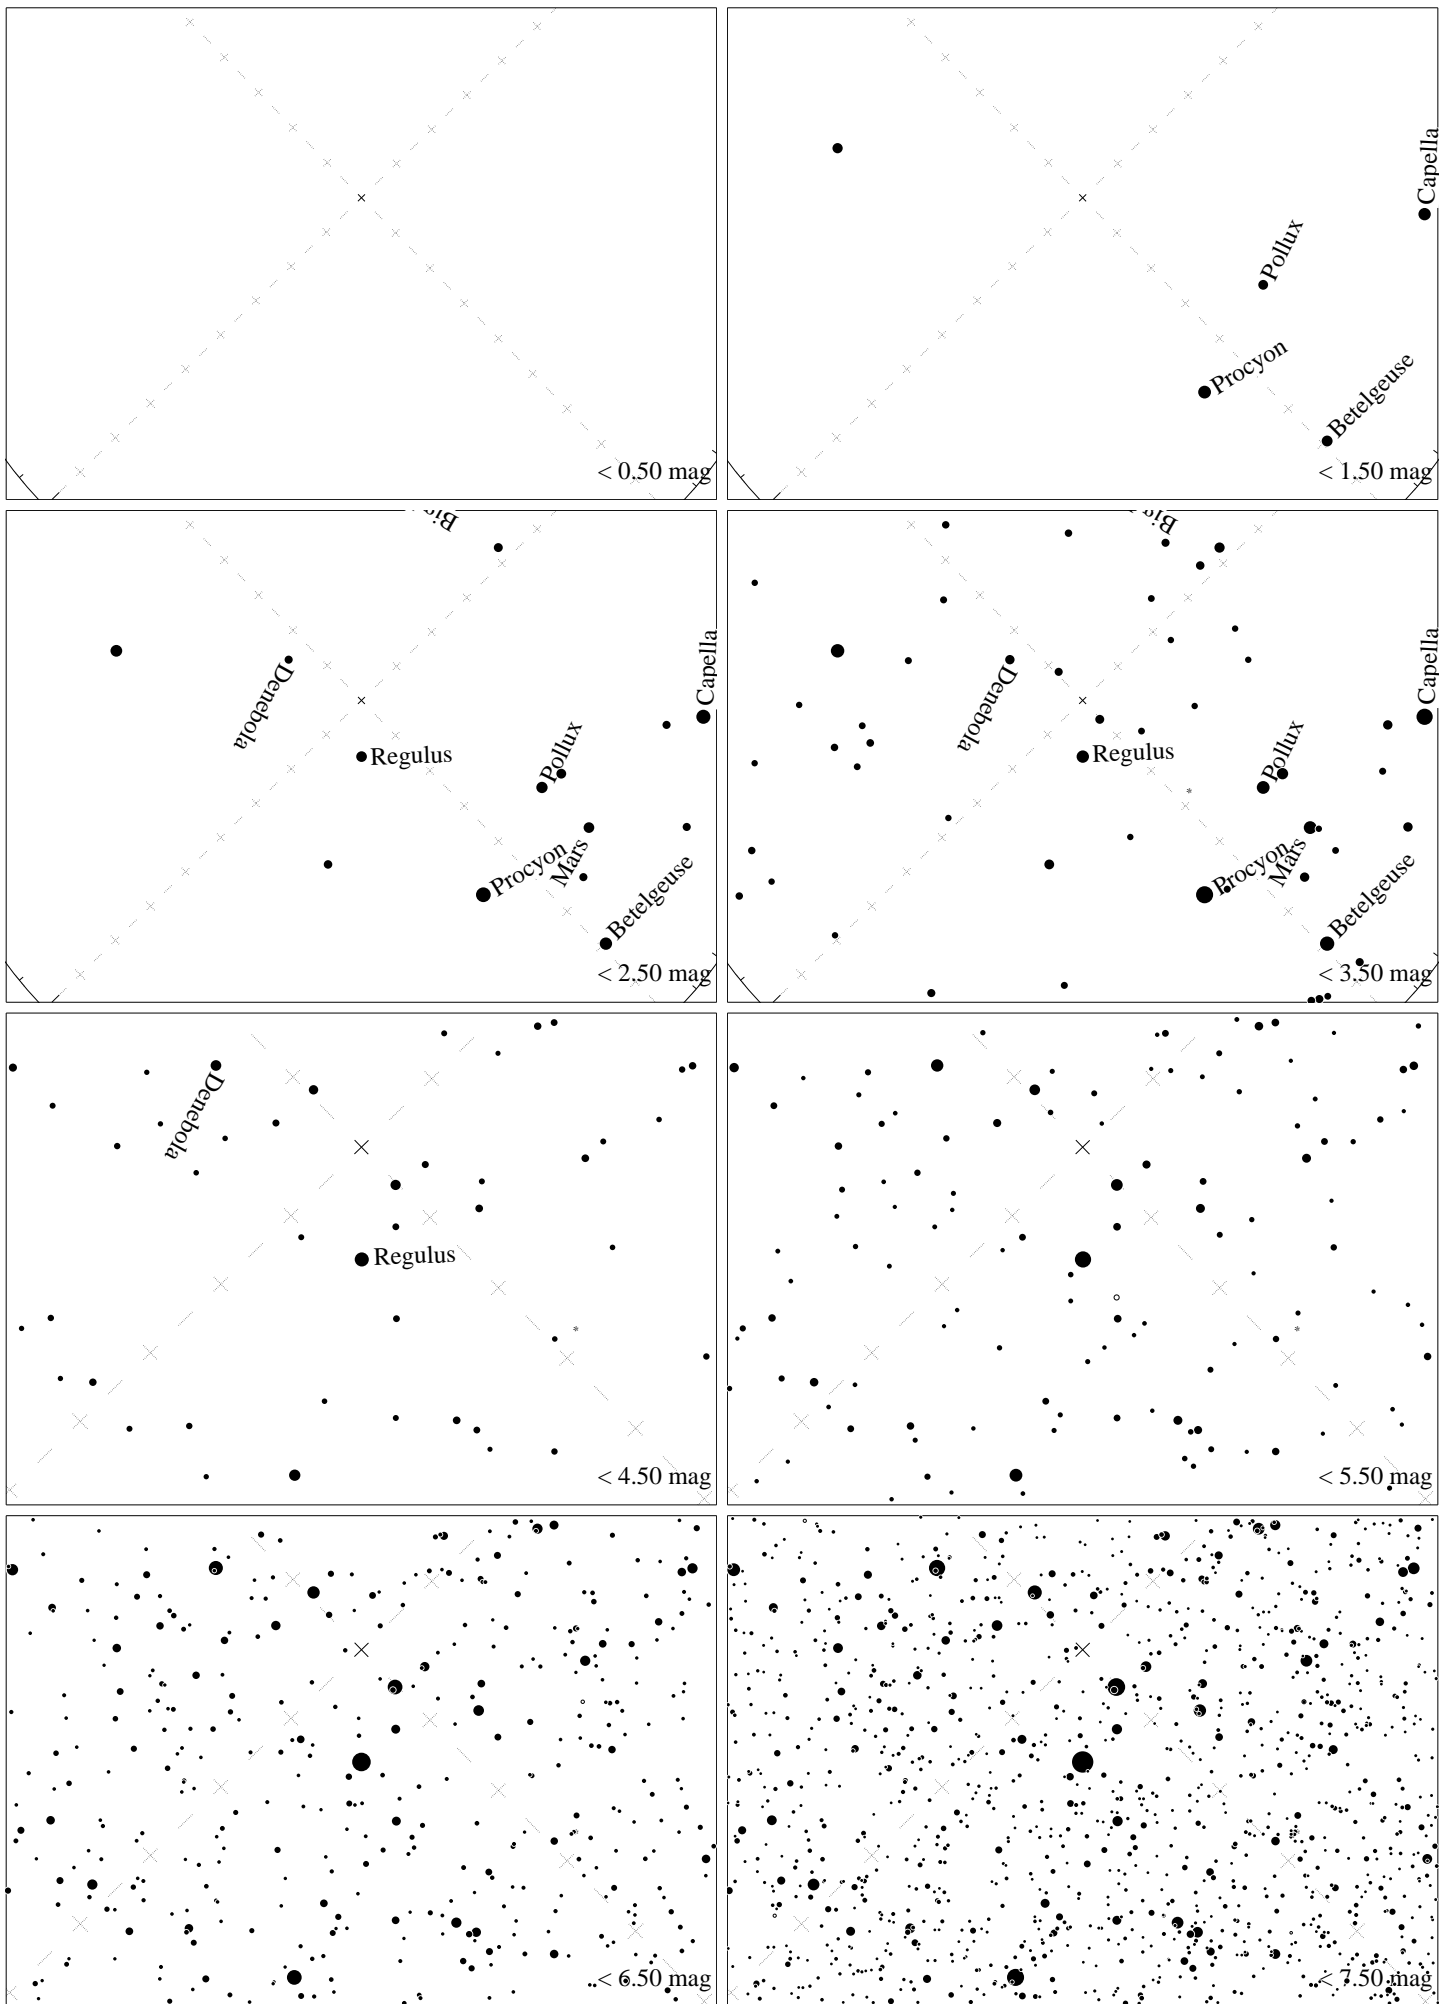 < 0.50 mag
Capella
Pollux
Procyon
Betelgeuse
< 1.50 mag
Denebola
Capella
Regulus
Pollux
Mars
Procyon
Betelgeuse
< 2.50 mag
Denebola
Capella
Regulus
Pollux
Mars
Procyon
Betelgeuse
< 3.50 mag
Denebola
Regulus
< 4.50 mag
< 5.50 mag
< 6.50 mag
< 7.50 mag